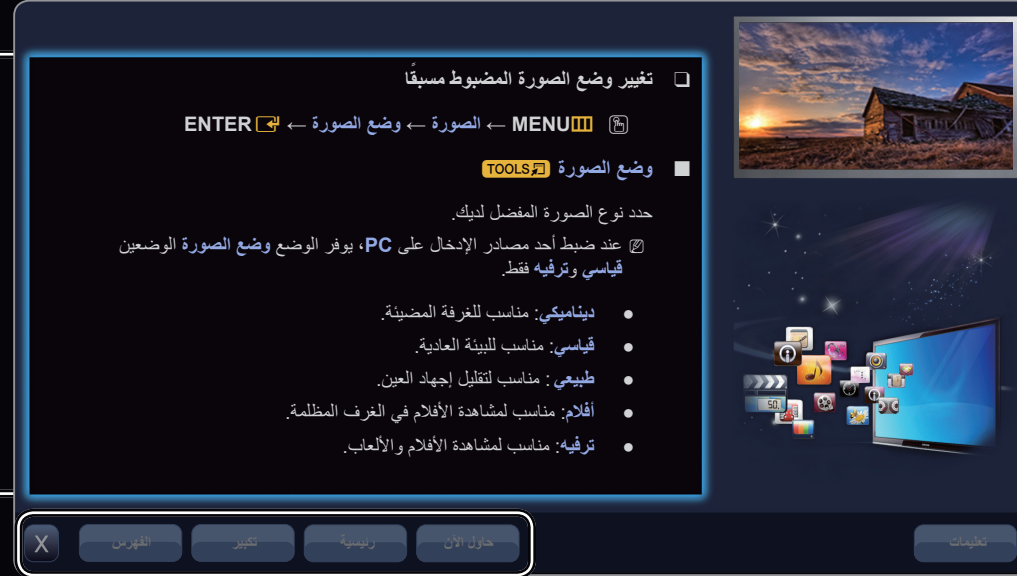 تغيير وضع الصورة المضبوط مسبقًا
MENU ← الصورة ← وضع الصورة ← ENTER
وضع الصورة TOOLS
حدد نوع الصورة المفضل لديك.
عند ضبط أحد مصادر الإدخال على PC، يوفر الوضع وضع الصورة الوضعين
قياسي وترفيه فقط.
ديناميكي: مناسب للغرفة المضيئة.
قياسي: مناسب للبيئة العادية.
طبيعي : مناسب لتقليل إجهاد العين.
أفلام: مناسب لمشاهدة الأفلام في الغرف المظلمة.
ترفيه: مناسب لمشاهدة الأفلام والألعاب.
تعليمات
حاول الآن
رئيسية
تكبير
الفهرس
X